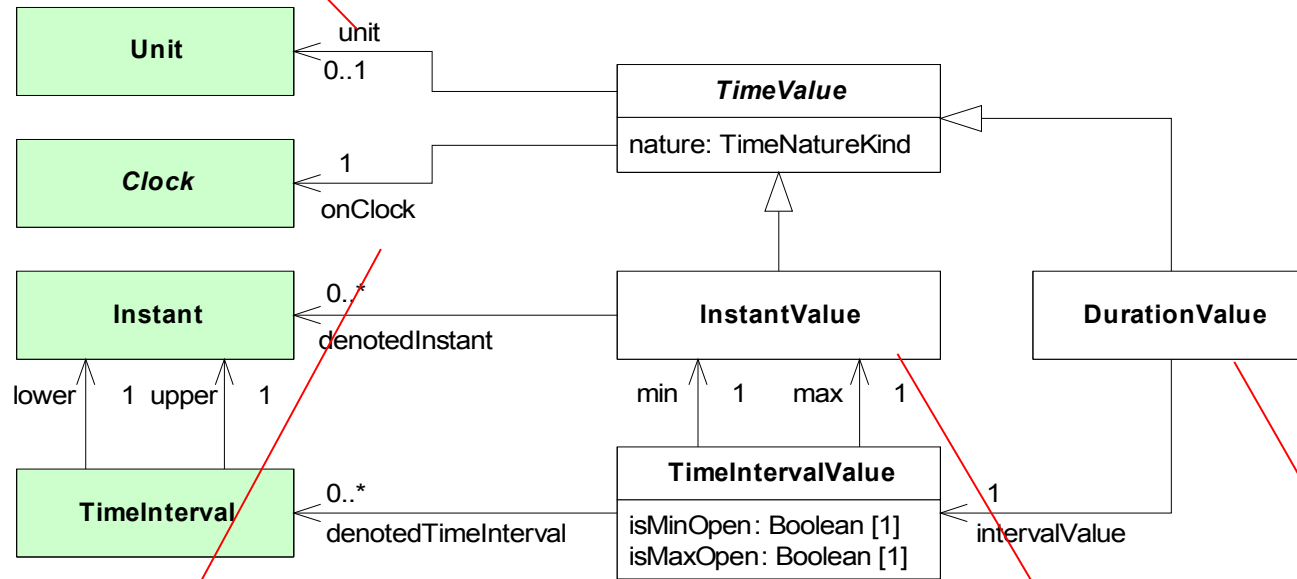 unit
Unit
0..1
TimeValue
nature: TimeNatureKind
Clock
1
onClock
Instant
0..*
denotedInstant
InstantValue
DurationValue
lower 1 upper 1
min 1 max 1
TimeInterval
0..*
denotedTimeInterval
TimeIntervalValue
isMinOpen: Boolean [1]
isMaxOpen: Boolean [1]
1
intervalValue